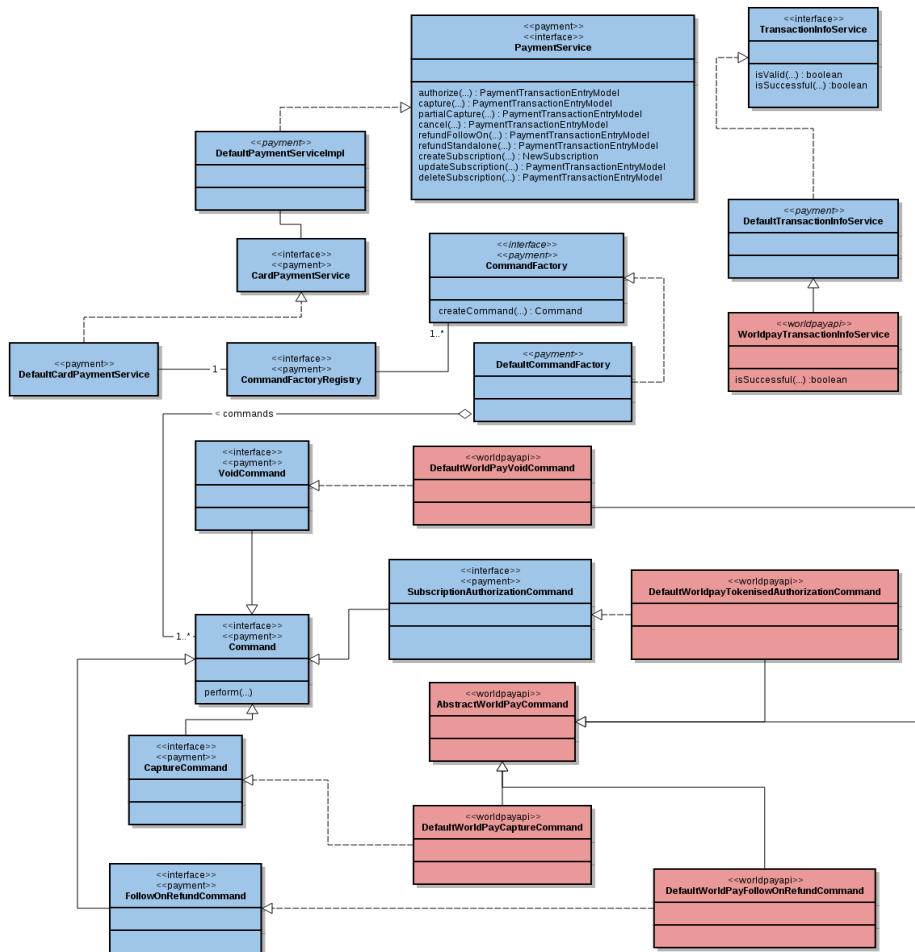 <<payment>>
<<interface>>
PaymentService
authorize(...) : PaymentTransactionEntryModel
capture(...) : PaymentTransactionEntryModel
partialCapture(...) : PaymentTransactionEntryModel
cancel(...) : PaymentTransactionEntryModel
refundFollowOn(...) : PaymentTransactionEntryModel
refundStandalone(...) : PaymentTransactionEntryModel
createSubscription(...) : NewSubscription
updateSubscription(...) : PaymentTransactionEntryModel
deleteSubscription(...) : PaymentTransactionEntryModel
<<interface>>
TransactionInfoService
isValid(...) : boolean
isSuccessful(...) :boolean
<<payment>>
DefaultPaymentServiceImpl
<<payment>>
DefaultTransactionInfoService
<<interface>>
<<payment>>
CardPaymentService
<<interface>>
<<payment>>
CommandFactory
createCommand(...) : Command
1..*
<<worldpayapi>>
WorldpayTransactionInfoService
isSuccessful(...) :boolean
<<payment>>
DefaultCardPaymentService
1
<<interface>>
<<payment>>
CommandFactoryRegistry
<<payment>>
DefaultCommandFactory
< commands
<<interface>>
<<payment>>
VoidCommand
<<worldpayapi>>
DefaultWorldPayVoidCommand
<<interface>>
<<payment>>
SubscriptionAuthorizationCommand
<<worldpayapi>>
DefaultWorldpayTokenisedAuthorizationCommand
1..*
<<interface>>
<<payment>>
Command
perform(...)
<<worldpayapi>>
AbstractWorldPayCommand
<<interface>>
<<payment>>
CaptureCommand
<<worldpayapi>>
DefaultWorldPayCaptureCommand
<<interface>>
<<payment>>
FollowOnRefundCommand
<<worldpayapi>>
DefaultWorldPayFollowOnRefundCommand